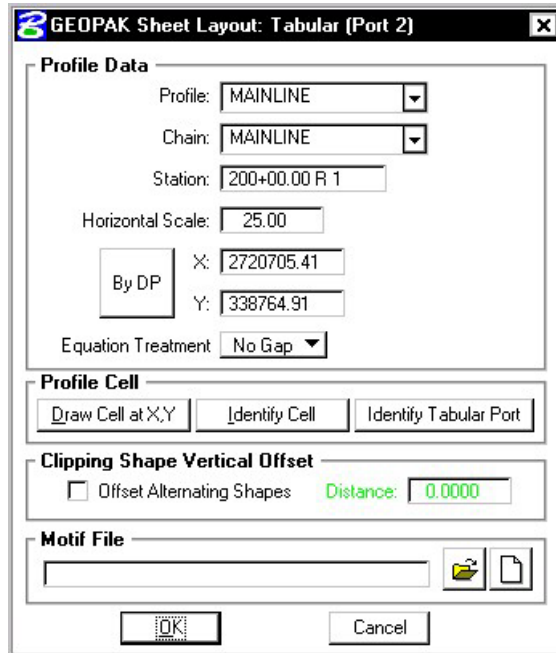 GEOPAK Sheet Layout: Tabular (Port 2)
Profile Data
Profile: MAINLINE
Chain: MAINLINE
Station: 200+00.00 R 1
Horizontal Scale: 25.00
By DP
X: 2720705.41
Y: 338764.91
Equation Treatment No Gap
Profile Cell
Draw Cell at X,Y Identify Cell Identify Tabular Port
Clipping Shape Vertical Offset
Offset Alternating Shapes Distance: 0.0000
Motif File
OK Cancel